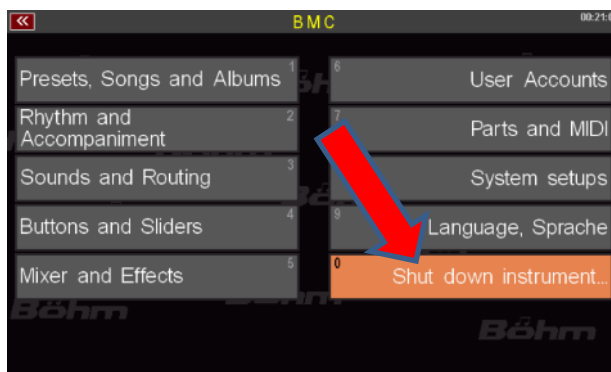 BMC
00:21:
Presets, Songs and Albums
1
Rhythm and
Accompaniment
2
Sounds and Routing
3
Buttons and Sliders
4
Mixer and Effects
5
6
User Accounts
7
Parts and MIDI
System setups
9
Language, Sprache
0
Shut down instrument...
Böhm
Böhm